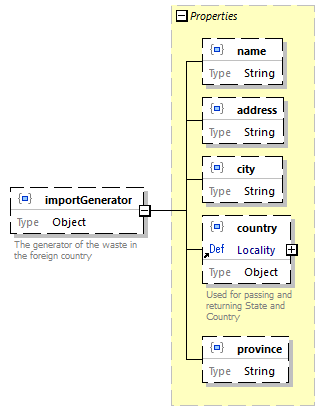 Properties
name
Type String
address
Type String
city
Type String
importGenerator
Type Object
The generator of the waste in
the foreign country
country
Def Locality
Type Object
Used for passing and
returning State and
Country
province
Type String